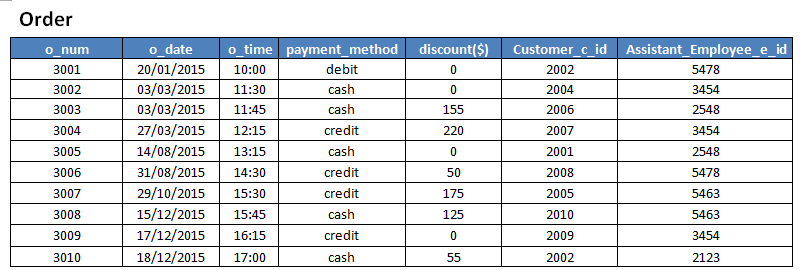 Order
o_num o_date o_time payment_method discount($) Customer_c_id Assistant_Employee_e_id
3001 20/01/2015 10:00 debit 0 2002 5478
3002 03/03/2015 11:30 cash 0 2004 3454
3003 03/03/2015 11:45 cash 155 2006 2548
3004 27/03/2015 12:15 credit 220 2007 3454
3005 14/08/2015 13:15 cash 0 2001 2548
3006 31/08/2015 14:30 credit 50 2008 5478
3007 29/10/2015 15:30 credit 175 2005 5463
3008 15/12/2015 15:45 cash 125 2010 5463
3009 17/12/2015 16:15 credit 0 2009 3454
3010 18/12/2015 17:00 cash 55 2002 2123